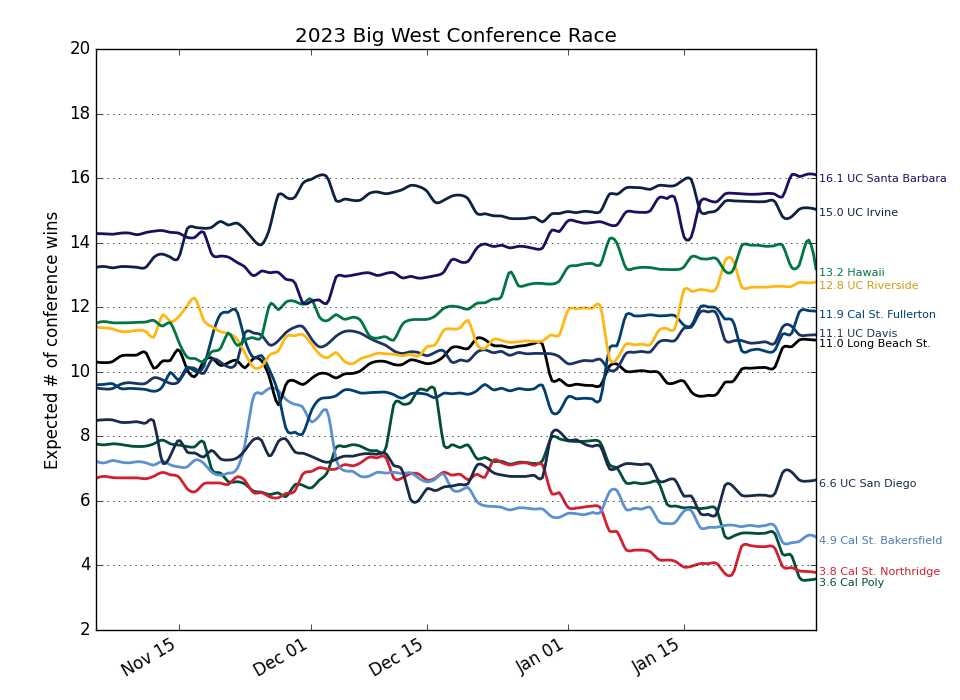 2023 Big West Conference Race
Expected # of conference wins
20
18
16
14
12
10
8
6
4
2
16.1 UC Santa Barbara
15.0 UC Irvine
13.2 Hawaii
12.8 UC Riverside
11.9 Cal St. Fullerton
11.1 UC Davis
11.0 Long Beach St.
6.6 UC San Diego
4.9 Cal St. Bakersfield
3.8 Cal St. Northridge
3.6 Cal Poly
Nov 15
Dec 01
Dec 15
Jan 01
Jan 15